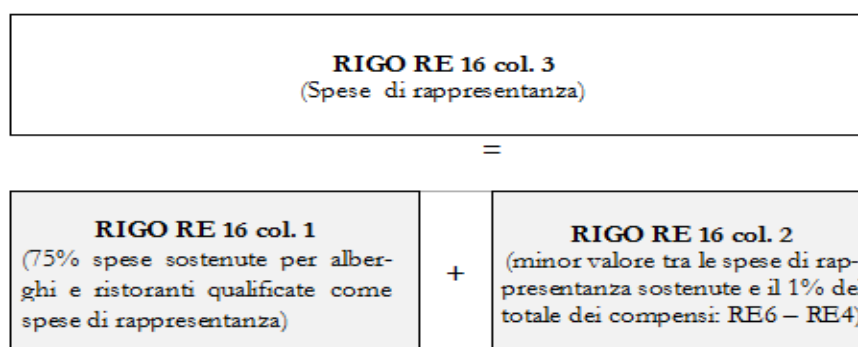 RIGO RE 16 col. 3
(Spese di rappresentanza)
=
RIGO RE 16 col. 1
(75% spese sostenute per alber-
ghi e ristoranti qualificate come
spese di rappresentanza)
+
RIGO RE 16 col. 2
(minor valore tra le spese di rap-
presentanza sostenute e il 1% de
totale dei compensi: RE6 – RE4)